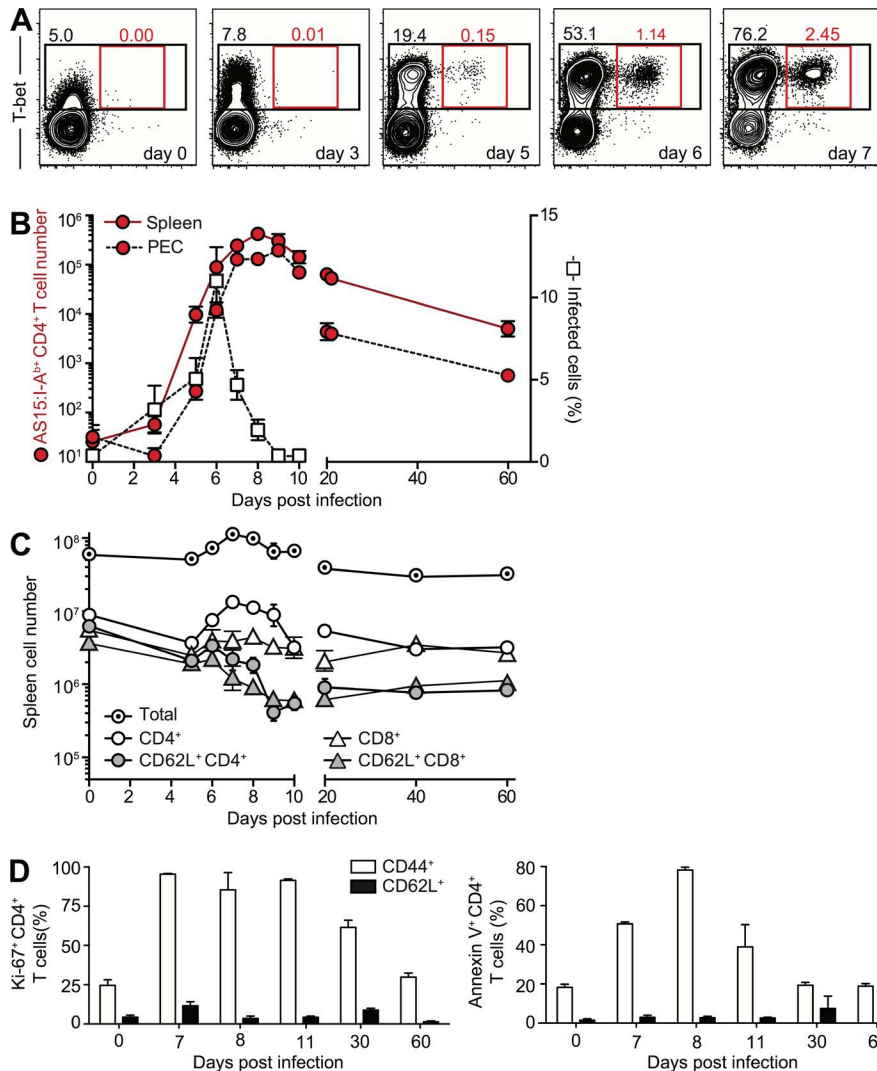 A
5.0 0.00 7.8 0.01 19.4 0.15 53.1 1.14 76.2 2.45
T-bet
day 0 day 3 day 5 day 6 day 7
B
AS15:I-Aᵇ⁺ CD4⁺ T cell number
Spleen
PEC
10⁶
10⁵
10⁴
10³
10²
10¹
15
10
5
0
-□- Infected cells (%)
0 2 4 6 8 10 20 60
Days post infection Days post infection
C
Spleen cell number
10⁸
10⁷
10⁶
10⁵
Total
CD4⁺ CD8⁺
CD62L⁺ CD4⁺ CD62L⁺ CD8⁺
0 2 4 6 8 10 20 40 60
Days post infection Days post infection
D
Ki-67⁺ CD4⁺
T cells(%)
100
75
50
25
0
CD44⁺
CD62L⁺
0 7 8 11 30 60
Days post infection
Annexin V⁺ CD4⁺
T cells (%)
80
60
40
20
0
0 7 8 11 30
Days post infection